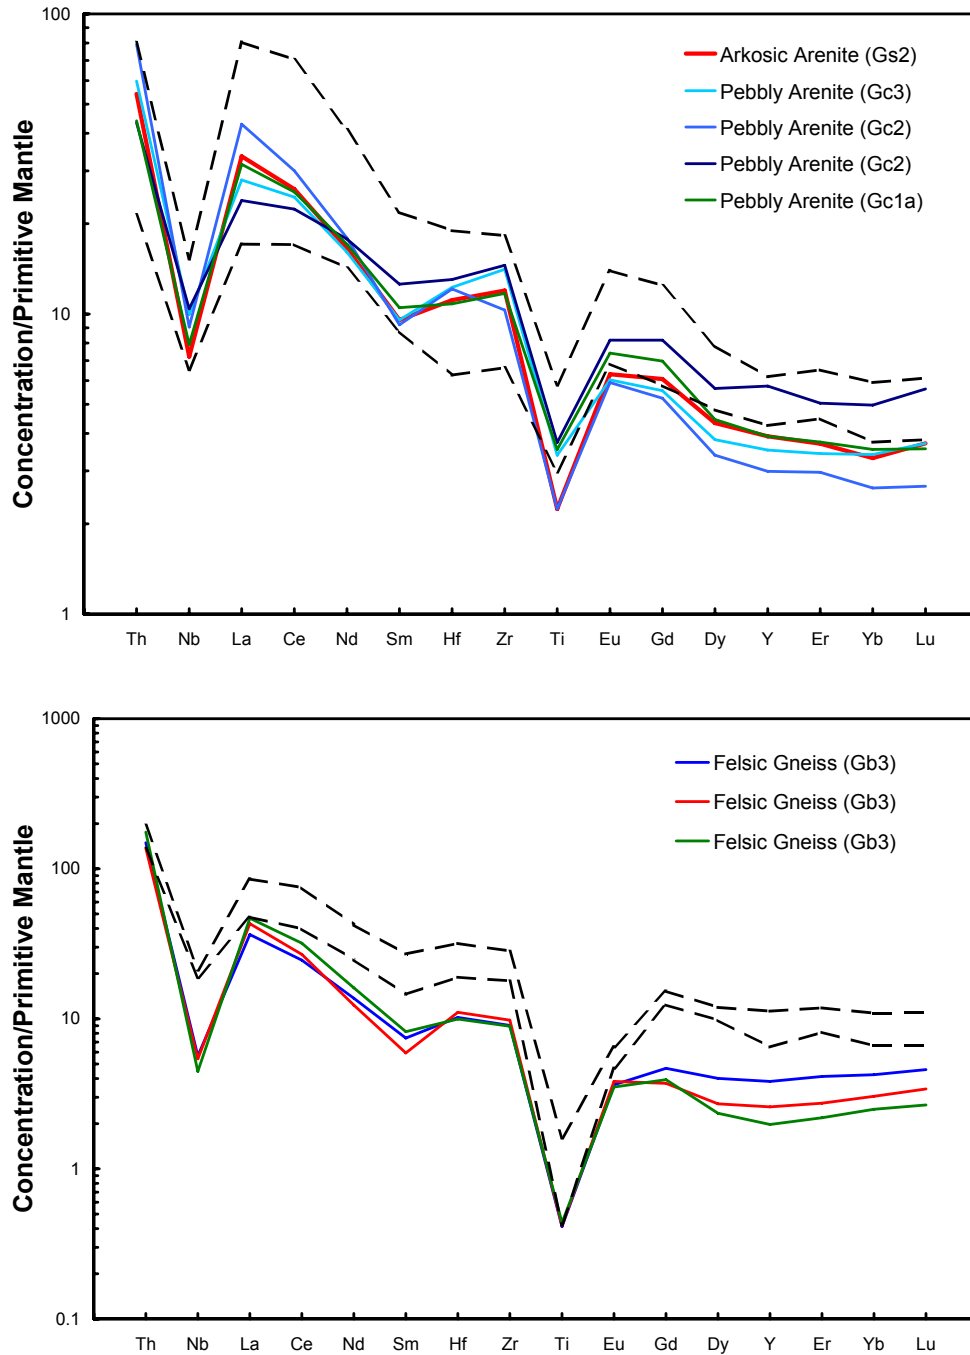 100
Arkosic Arenite (Gs2)
Pebbly Arenite (Gc3)
Pebbly Arenite (Gc2)
Pebbly Arenite (Gc2)
Pebbly Arenite (Gc1a)
Concentration/Primitive Mantle
10
1
Th Nb La Ce Nd Sm Hf Zr Ti Eu Gd Dy Y Er Yb Lu
1000
Felsic Gneiss (Gb3)
Felsic Gneiss (Gb3)
Felsic Gneiss (Gb3)
Concentration/Primitive Mantle
100
10
1
0.1
Th Nb La Ce Nd Sm Hf Zr Ti Eu Gd Dy Y Er Yb Lu